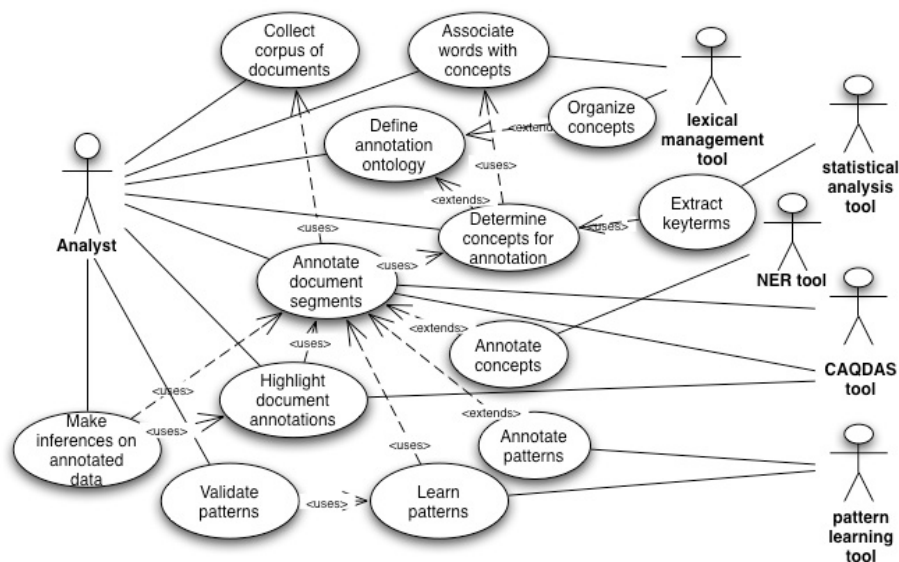 Collect
corpus of
documents
Associate
words with
concepts
Organize
concepts
lexical
management
tool
Define
annotation
ontology
<extends
<uses>
statistical
analysis
tool
Analyst
<extends>
Determine
concepts for
annotation
<uses>
Extract
keyterms
<uses>
<uses>
Annotate
document
segments
NER tool
<extends>
<uses>
Annotate
concepts
CAQDAS
tool
<uses>
Highlight
document
annotations
<uses>
Make
inferences on
annotated
data
<extends>
<uses>
Annotate
patterns
Validate
patterns
<uses>
Learn
patterns
pattern
learning
tool